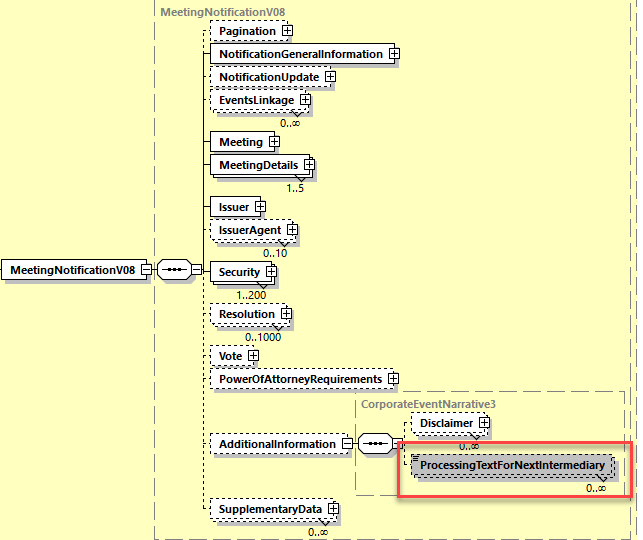 MeetingNotificationV08
Pagination
NotificationGeneralInformation
NotificationUpdate
EventsLinkage
0..∞
Meeting
MeetingDetails
1..5
Issuer
IssuerAgent
0..10
MeetingNotificationV08
Security
1..200
Resolution
0..1000
Vote
PowerOfAttorneyRequirements
CorporateEventNarrative3
Disclaimer
0..∞
AdditionalInformation
ProcessingTextForNextIntermediary
0..∞
SupplementaryData
0..∞